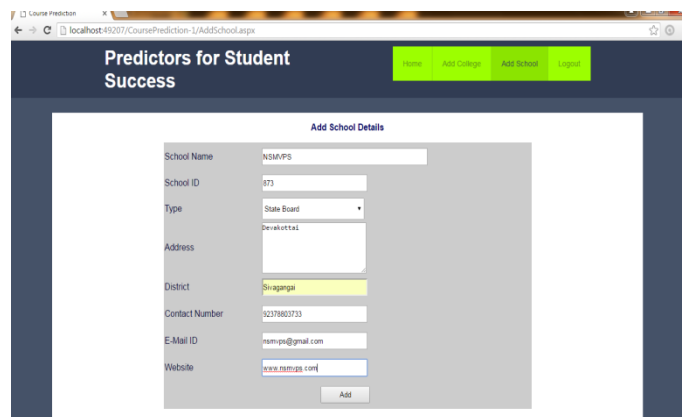 Course Prediction
localhost:49207/CoursePrediction-1/AddSchool.aspx
Predictors for Student
Success
Home Add College Add School Logout
Add School Details
School Name NSMVPS
School ID 873
Type State Board
Address Devakottai
District Sivagangai
Contact Number 92378803733
E-Mail ID nsmvps@gmail.com
Website www.nsmvps.com
Add